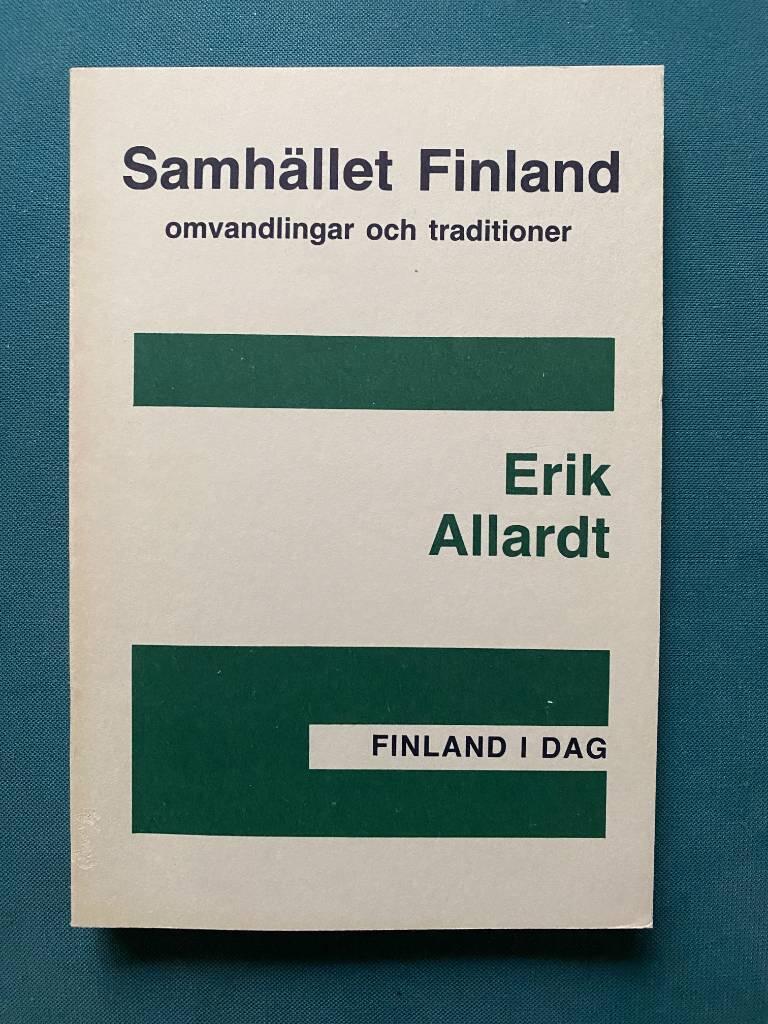 Samhället Finland
omvandlingar och traditioner
Erik
Allardt
FINLAND I DAG